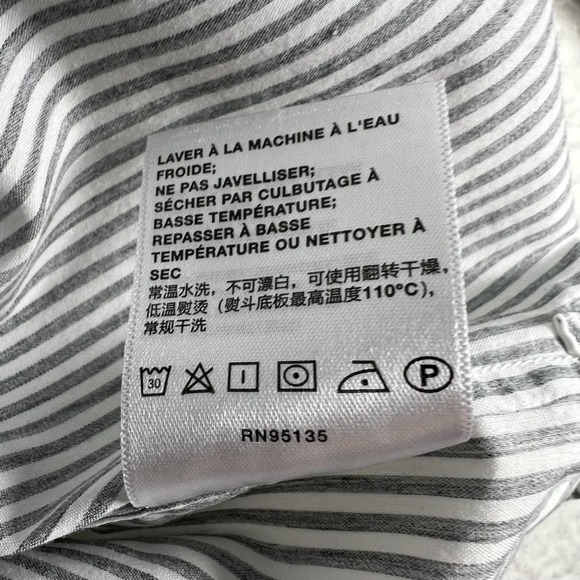 LAVER À LA MACHINE À L'EAU
FROIDE;
NE PAS JAVELLISER;
SÉCHER PAR CULBUTAGE À
BASSE TEMPÉRATURE;
REPASSER À BASSE
TEMPÉRATURE OU NETTOYER À
SEC
常温水洗，不可漂白，可使用翻转干燥，
低温熨烫（熨斗底板最高温度110°C），
常规干洗
30
P
RN95135